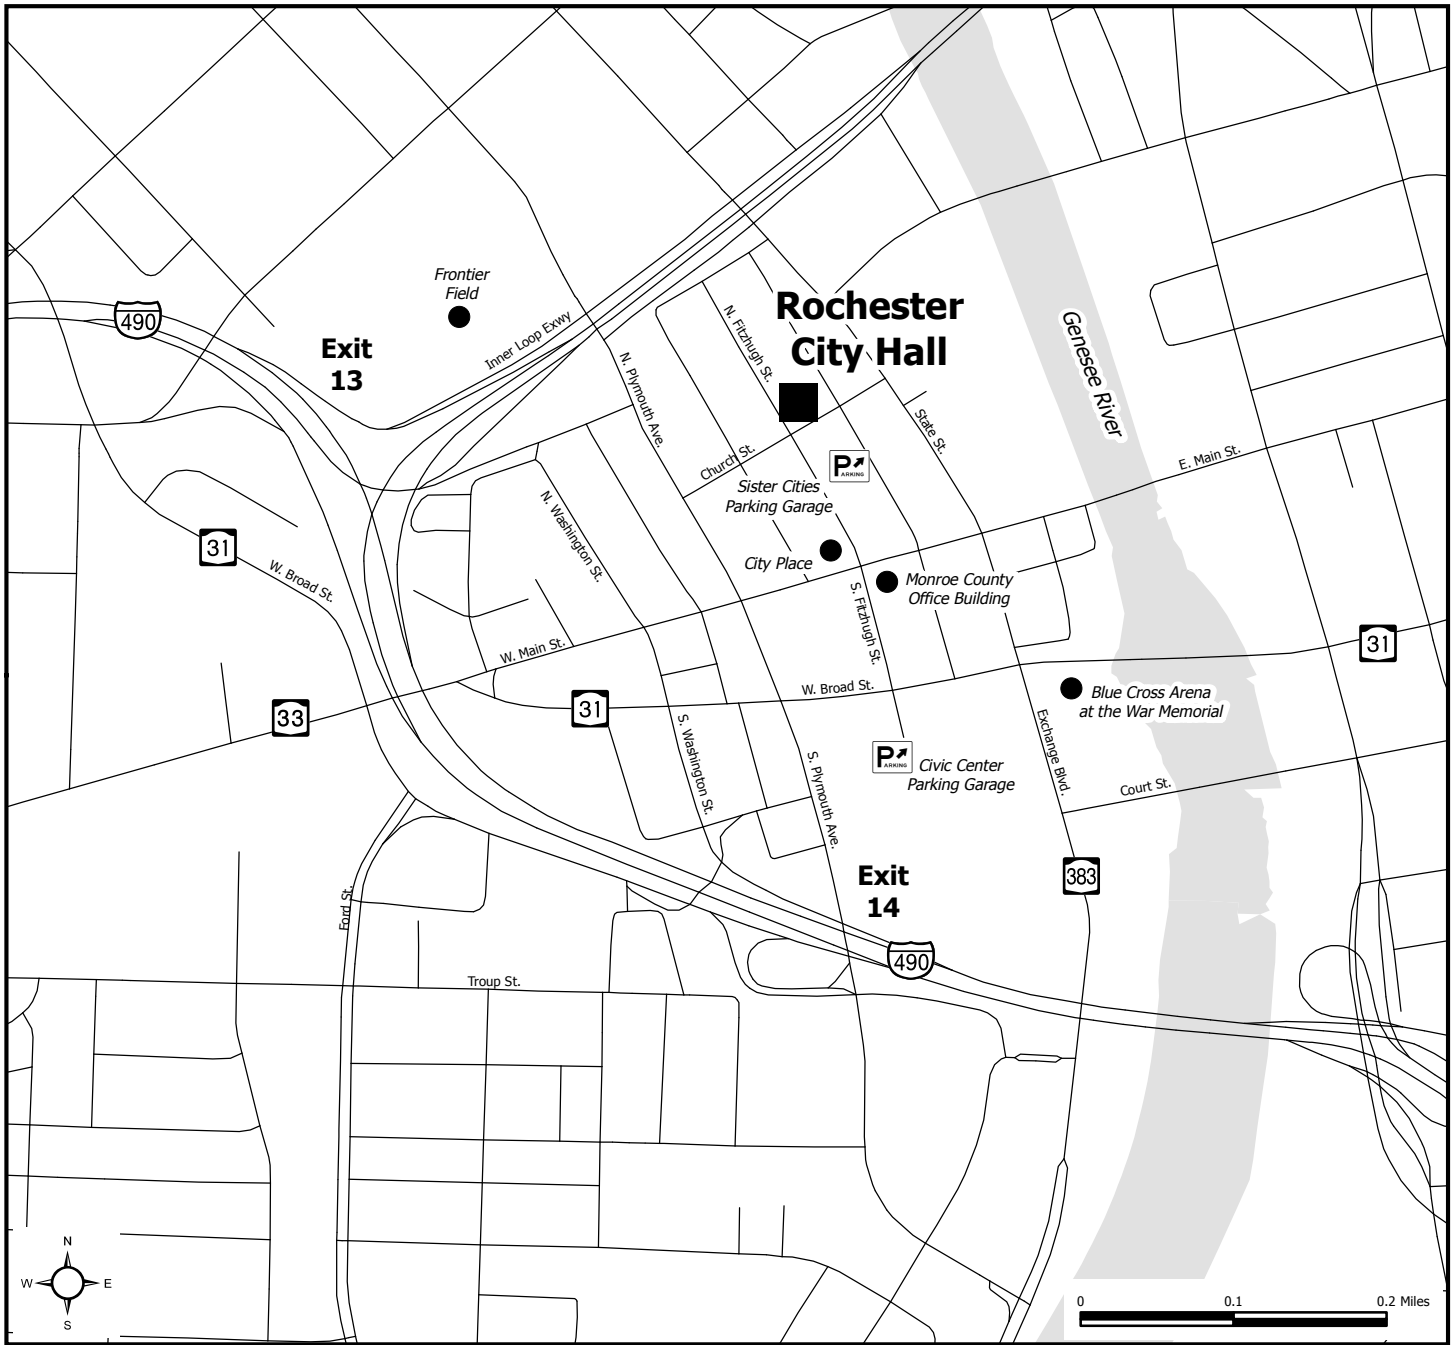 Frontier
Field
490
Exit
13
Inner Loop Exwy
N. Plymouth Ave.
N. Fitzhugh St.
Rochester
City Hall
Genesee River
State St.
Church St.
E. Main St.
P
ARKING
Sister Cities
Parking Garage
N. Washington St.
31
W. Broad St.
City Place
Monroe County
Office Building
S. Fitzhugh St.
W. Main St.
31
W. Broad St.
Blue Cross Arena
at the War Memorial
33
31
S. Washington St.
S. Plymouth Ave.
Exchange Blvd.
P
ARKING
Civic Center
Parking Garage
Court St.
Exit
14
383
Ford St.
490
Troup St.
N
W
E
S
0
0.1
0.2 Miles